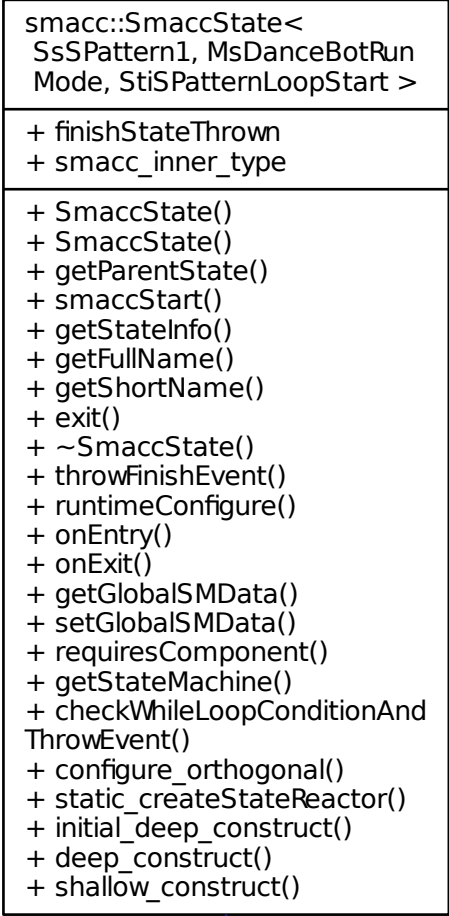 smacc::SmaccState<
SsSPattern1, MsDanceBotRun
Mode, StiSPatternLoopStart >
+ finishStateThrown
+ smacc_inner_type
+ SmaccState()
+ SmaccState()
+ getParentState()
+ smaccStart()
+ getStateInfo()
+ getFullName()
+ getShortName()
+ exit()
+ ~SmaccState()
+ throwFinishEvent()
+ runtimeConfigure()
+ onEntry()
+ onExit()
+ getGlobalSMData()
+ setGlobalSMData()
+ requiresComponent()
+ getStateMachine()
+ checkWhileLoopConditionAnd
ThrowEvent()
+ configure_orthogonal()
+ static_createStateReactor()
+ initial_deep_construct()
+ deep_construct()
+ shallow_construct()